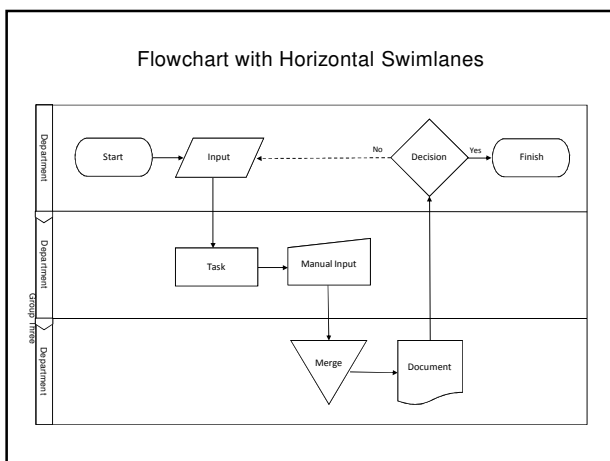 Flowchart with Horizontal Swimlanes
Department
Start
Input
No
Decision
Yes
Finish
Department
Task
Manual Input
Group Three
Department
Merge
Document